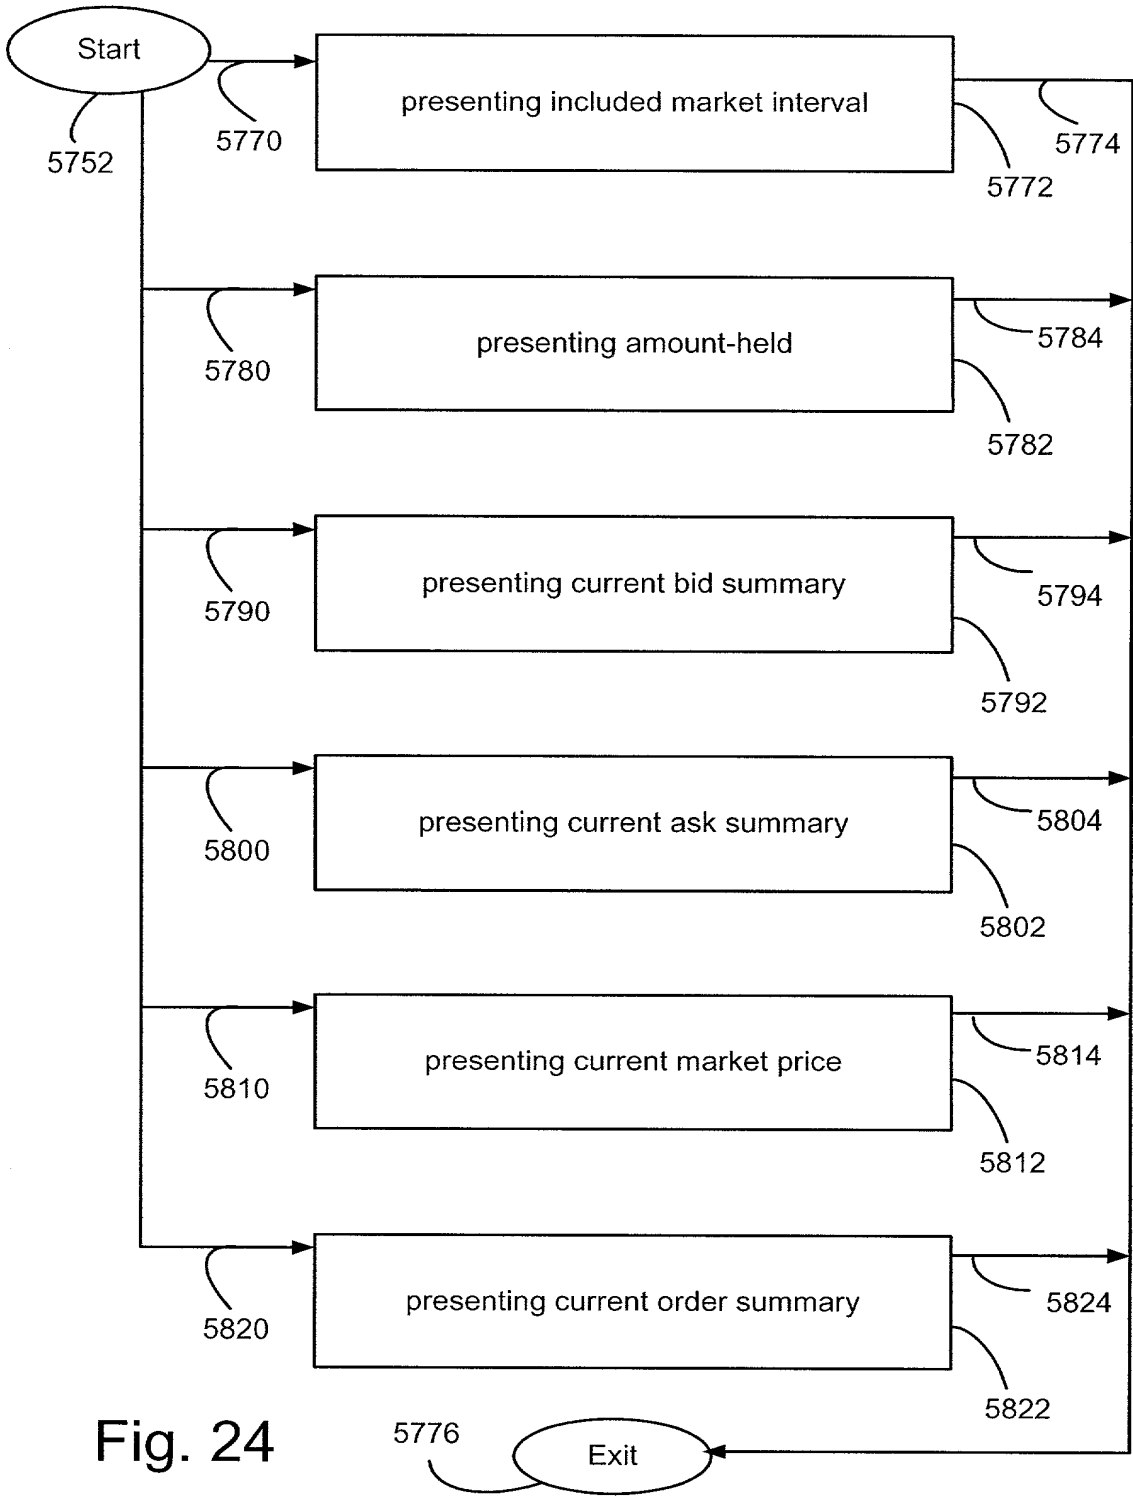 Start
5752
5770
presenting included market interval
5774
5772
5780
presenting amount-held
5784
5782
5790
presenting current bid summary
5794
5792
5800
presenting current ask summary
5804
5802
5810
presenting current market price
5814
5812
5820
presenting current order summary
5824
5822
Fig. 24
5776
Exit